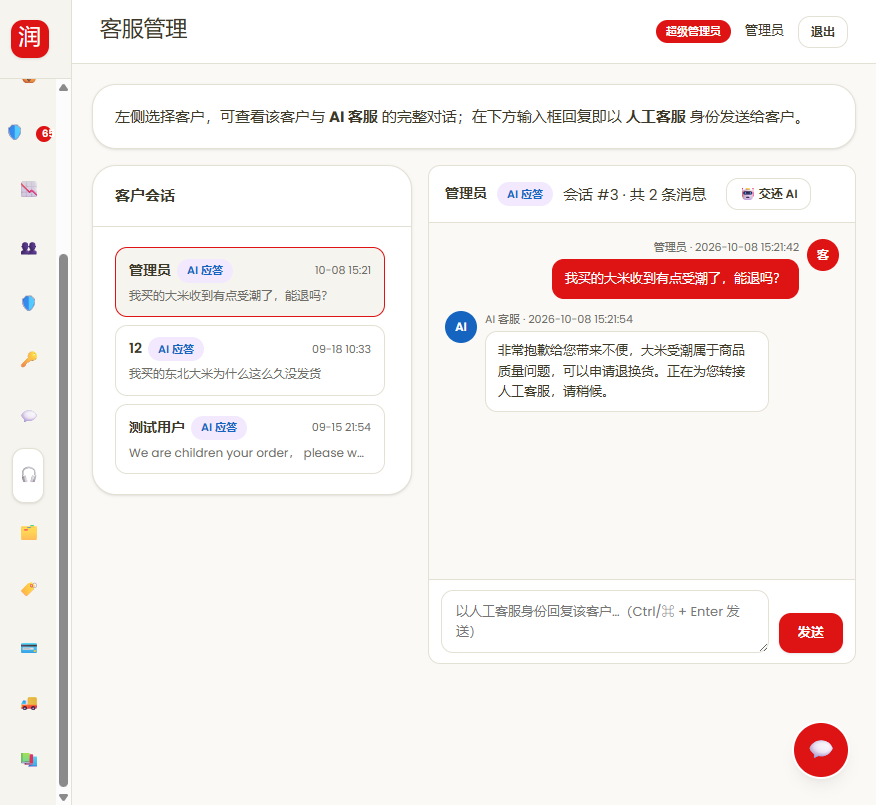 润
客服管理
超级管理员
管理员
退出
左侧选择客户，可查看该客户与 AI 客服 的完整对话；在下方输入框回复即以 人工客服 身份发送给客户。
客户会话
管理员 AI 应答 10-08 15:21
我买的大米收到有点受潮了，能退吗？
12 AI 应答 09-18 10:33
我买的东北大米为什么这么久没发货
测试用户 AI 应答 09-15 21:54
We are children your order， please w…
管理员 AI 应答 会话 #3 · 共 2 条消息 交还 AI
管理员 · 2026-10-08 15:21:42
客
我买的大米收到有点受潮了，能退吗？
AI
AI 客服 · 2026-10-08 15:21:54
非常抱歉给您带来不便，大米受潮属于商品
质量问题，可以申请退换货。正在为您转接
人工客服，请稍候。
以人工客服身份回复该客户…（Ctrl/⌘ + Enter 发
送）
发送